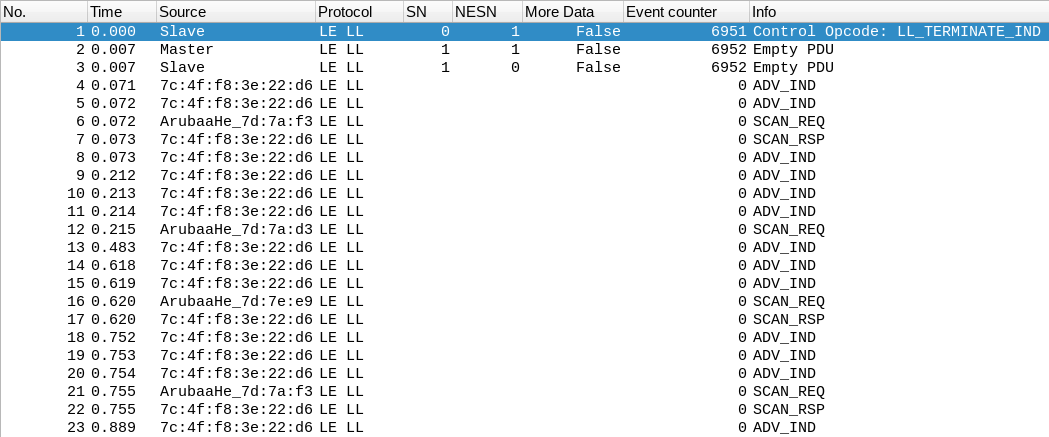 No. Time Source Protocol SN NESN More Data Event counter Info
1 0.000 Slave LE LL 0 1 False 6951 Control Opcode: LL_TERMINATE_IND
2 0.007 Master LE LL 1 1 False 6952 Empty PDU
3 0.007 Slave LE LL 1 0 False 6952 Empty PDU
4 0.071 7c:4f:f8:3e:22:d6 LE LL 0 ADV_IND
5 0.072 7c:4f:f8:3e:22:d6 LE LL 0 ADV_IND
6 0.072 ArubaaHe_7d:7a:f3 LE LL 0 SCAN_REQ
7 0.073 7c:4f:f8:3e:22:d6 LE LL 0 SCAN_RSP
8 0.073 7c:4f:f8:3e:22:d6 LE LL 0 ADV_IND
9 0.212 7c:4f:f8:3e:22:d6 LE LL 0 ADV_IND
10 0.213 7c:4f:f8:3e:22:d6 LE LL 0 ADV_IND
11 0.214 7c:4f:f8:3e:22:d6 LE LL 0 ADV_IND
12 0.215 ArubaaHe_7d:7a:d3 LE LL 0 SCAN_REQ
13 0.483 7c:4f:f8:3e:22:d6 LE LL 0 ADV_IND
14 0.618 7c:4f:f8:3e:22:d6 LE LL 0 ADV_IND
15 0.619 7c:4f:f8:3e:22:d6 LE LL 0 ADV_IND
16 0.620 ArubaaHe_7d:7e:e9 LE LL 0 SCAN_REQ
17 0.620 7c:4f:f8:3e:22:d6 LE LL 0 SCAN_RSP
18 0.752 7c:4f:f8:3e:22:d6 LE LL 0 ADV_IND
19 0.753 7c:4f:f8:3e:22:d6 LE LL 0 ADV_IND
20 0.754 7c:4f:f8:3e:22:d6 LE LL 0 ADV_IND
21 0.755 ArubaaHe_7d:7a:f3 LE LL 0 SCAN_REQ
22 0.755 7c:4f:f8:3e:22:d6 LE LL 0 SCAN_RSP
23 0.889 7c:4f:f8:3e:22:d6 LE LL 0 ADV_IND